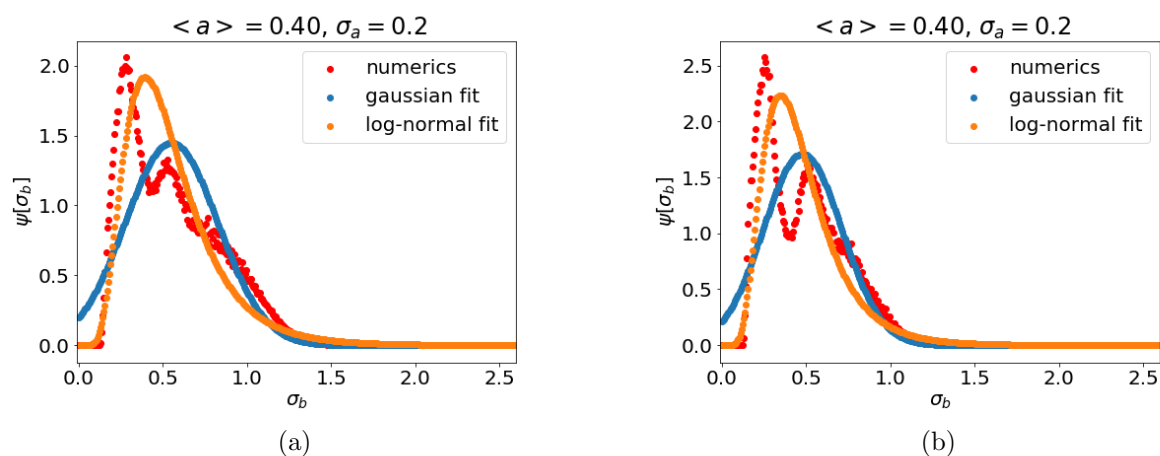 < a > = 0.40, σ_a = 0.2
numerics
gaussian fit
log-normal fit
ψ[σ_b]
2.0
1.5
1.0
0.5
0.0
0.0 0.5 1.0 1.5 2.0 2.5
σ_b
(a)
< a > = 0.40, σ_a = 0.2
numerics
gaussian fit
log-normal fit
ψ[σ_b]
2.5
2.0
1.5
1.0
0.5
0.0
0.0 0.5 1.0 1.5 2.0 2.5
σ_b
(b)